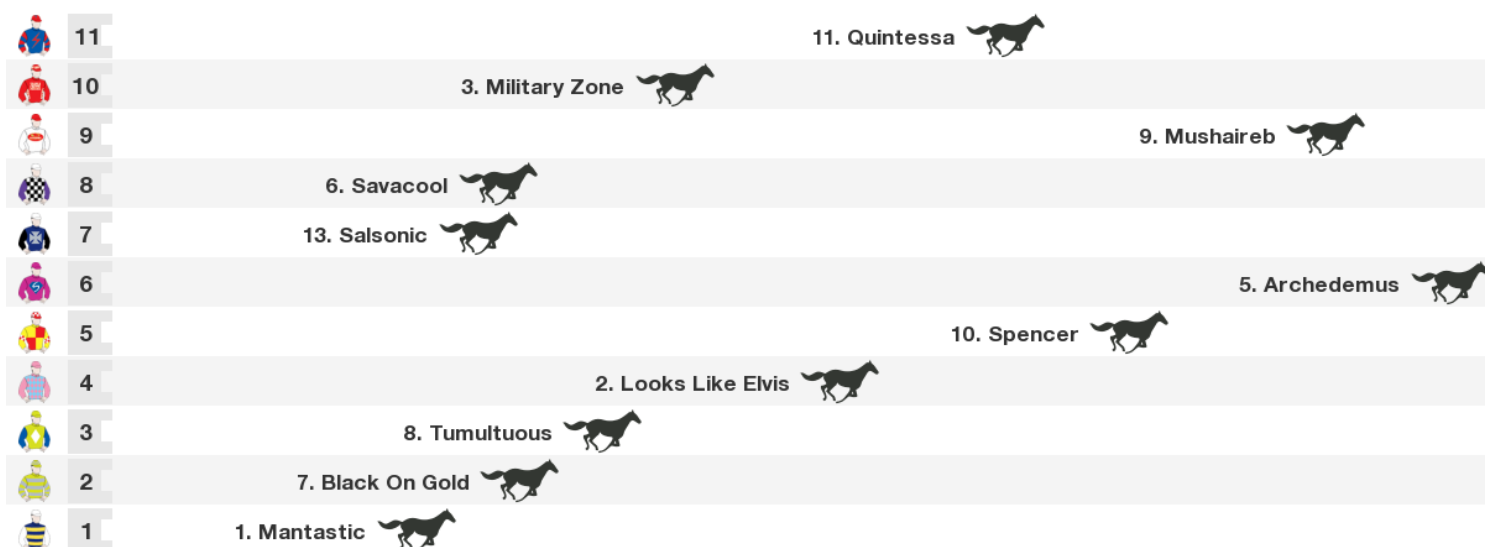 11 11. Quintessa
10 3. Military Zone
9 9. Mushaireb
8 6. Savacool
7 13. Salsonic
6 5. Archedemus
5 10. Spencer
4 2. Looks Like Elvis
3 8. Tumultuous
2 7. Black On Gold
1 1. Mantastic